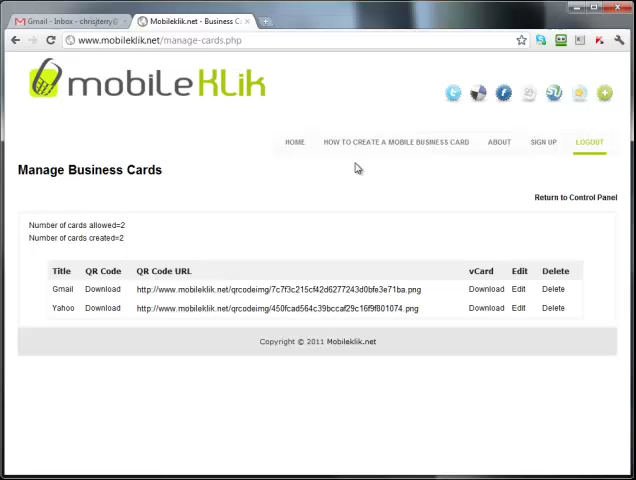 Gmail - Inbox - chrisjterry@
Mobileklik.net - Business C
www.mobileklik.net/manage-cards.php
mobile KLik
HOME
HOW TO CREATE A MOBILE BUSINESS CARD
ABOUT
SIGN UP
LOGOUT
Manage Business Cards
Return to Control Panel
Number of cards allowed=2
Number of cards created=2
Title QR Code QR Code URL vCard Edit Delete
Gmail Download http://www.mobileklik.net/qrcodeimg/7c7f3c215cf42d6277243d0bfe3e71ba.png Download Edit Delete
Yahoo Download http://www.mobileklik.net/qrcodeimg/450fcad564c39bccaf29c16f9f801074.png Download Edit Delete
Copyright © 2011 Mobileklik.net